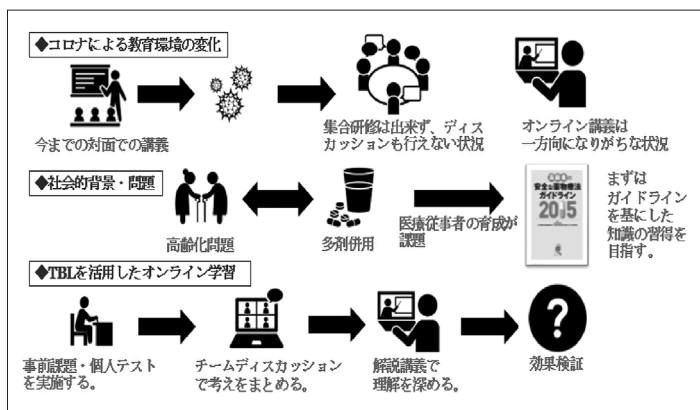 ◆コロナによる教育環境の変化
今までの対面での講義
集合研修は出来ず、ディス
カッションも行えない状況
オンライン講義は
一方向になりがちな状況
◆社会的背景・問題
高齢化問題
多剤併用
医療従事者の育成が
課題
安全な薬物療法
ガイドライン
2015
まずは
ガイドライン
を基にした
知識の習得を
目指す。
◆TBLを活用したオンライン学習
事前課題・個人テスト
を実施する。
チームディスカッション
で考えをまとめる。
解説講義で
理解を深める。
?
効果検証